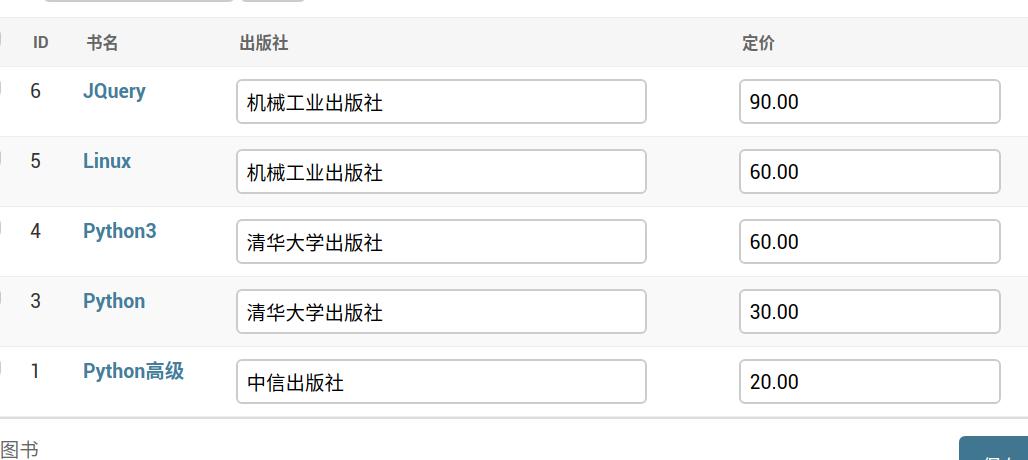 ID 书名 出版社 定价
6 JQuery 机械工业出版社 90.00
5 Linux 机械工业出版社 60.00
4 Python3 清华大学出版社 60.00
3 Python 清华大学出版社 30.00
1 Python高级 中信出版社 20.00
图书